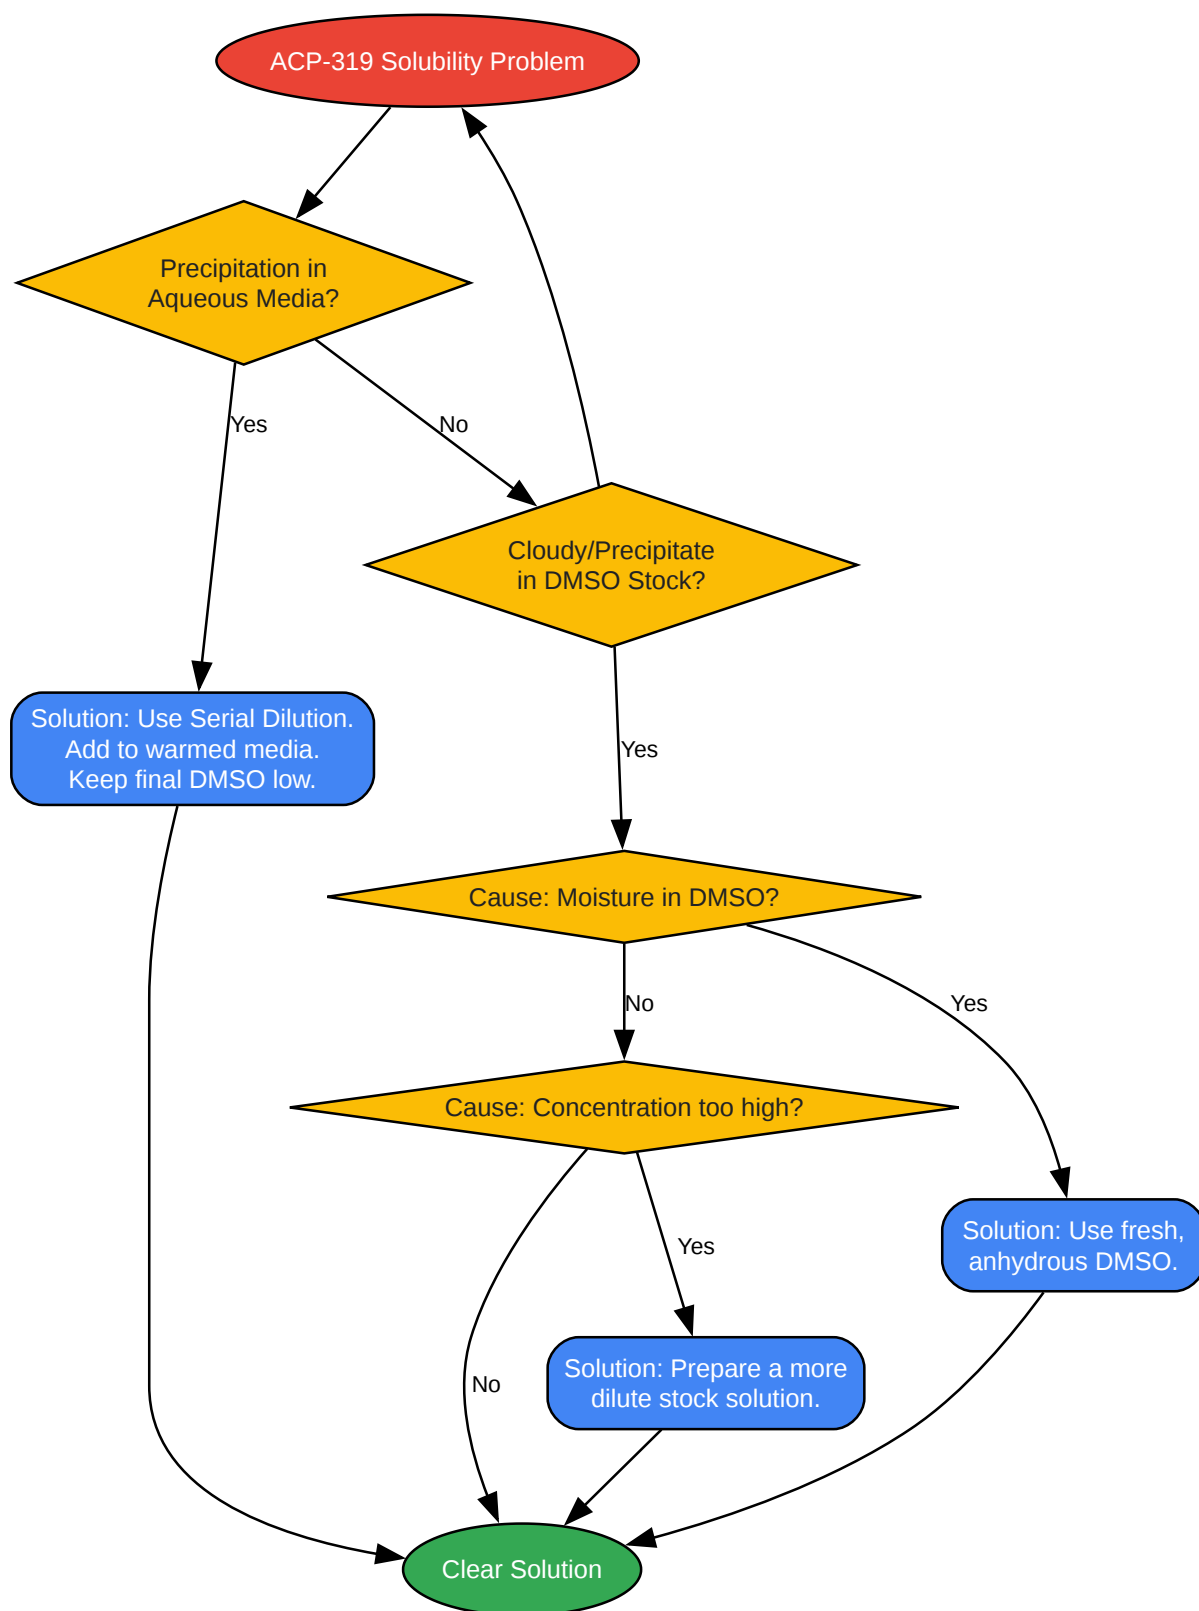 ACP-319 Solubility Problem
Precipitation in
Aqueous Media?
Yes
No
Cloudy/Precipitate
in DMSO Stock?
Solution: Use Serial Dilution.
Add to warmed media.
Keep final DMSO low.
Yes
Cause: Moisture in DMSO?
No
Yes
Cause: Concentration too high?
Solution: Use fresh,
anhydrous DMSO.
Yes
No
Solution: Prepare a more
dilute stock solution.
Clear Solution